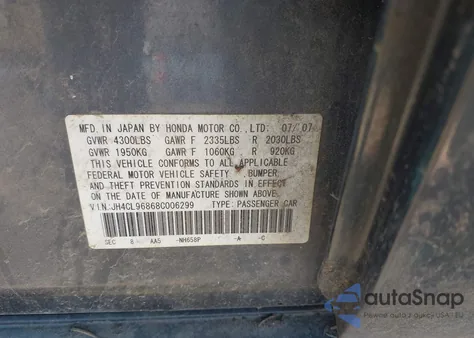 MFD. IN JAPAN BY HONDA MOTOR CO., LTD. 07/07
GVWR 4300LBS GAWR F 2335LBS R 2030LBS
GVWR 1950KG GAWR F 1060KG R 920KG
THIS VEHICLE CONFORMS TO ALL APPLICABLE
FEDERAL MOTOR VEHICLE SAFETY, BUMPER,
AND THEFT PREVENTION STANDARDS IN EFFECT
ON THE DATE OF MANUFACTURE SHOWN ABOVE.
V.I.N. JH4CL96868C006299 TYPE: PASSENGER CAR
GEC 8 AA5 -NH658P -A -C
autoSnap